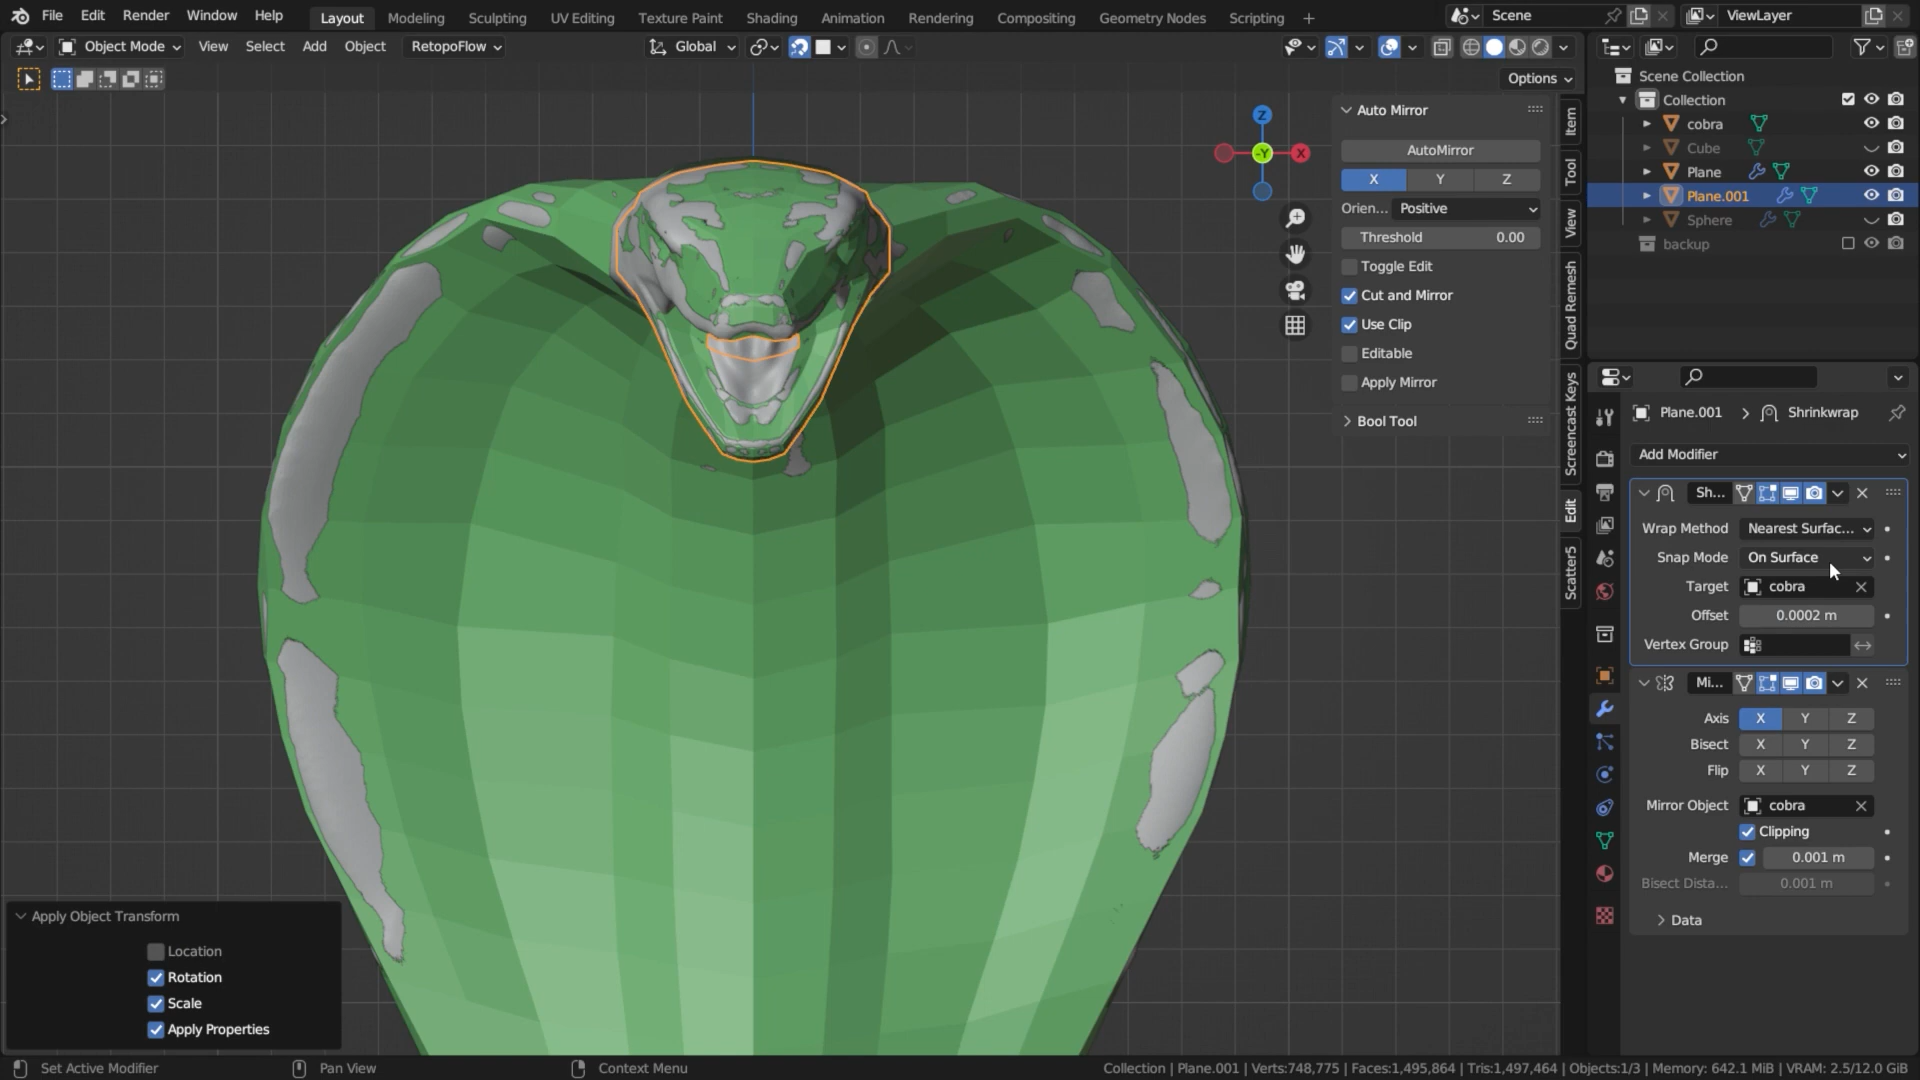 File Edit Render Window Help
Layout Modeling Sculpting UV Editing Texture Paint Shading Animation Rendering Compositing Geometry Nodes Scripting +
Scene
ViewLayer
Object Mode View Select Add Object RetopoFlow
Global
Options
Auto Mirror
AutoMirror
X Y Z
Orien... Positive
Threshold 0.00
Toggle Edit
Cut and Mirror
Use Clip
Editable
Apply Mirror
Bool Tool
Z
-Y
X
Item
Tool
View
Quad Remesh
Screencast Keys
Edit
Scatter5
Scene Collection
Collection
cobra
Cube
Plane
Plane.001
Sphere
backup
Plane.001 > Shrinkwrap
Add Modifier
Sh...
Wrap Method Nearest Surfac...
Snap Mode On Surface
Target cobra
Offset 0.0002 m
Vertex Group
Mi...
Axis X Y Z
Bisect X Y Z
Flip X Y Z
Mirror Object cobra
Clipping
Merge 0.001 m
Bisect Dista... 0.001 m
Data
Apply Object Transform
Location
Rotation
Scale
Apply Properties
Set Active Modifier
Pan View
Context Menu
Collection | Plane.001 | Verts:748,775 | Faces:1,495,864 | Tris:1,497,464 | Objects:1/3 | Memory: 642.1 MiB | VRAM: 2.5/12.0 GiB